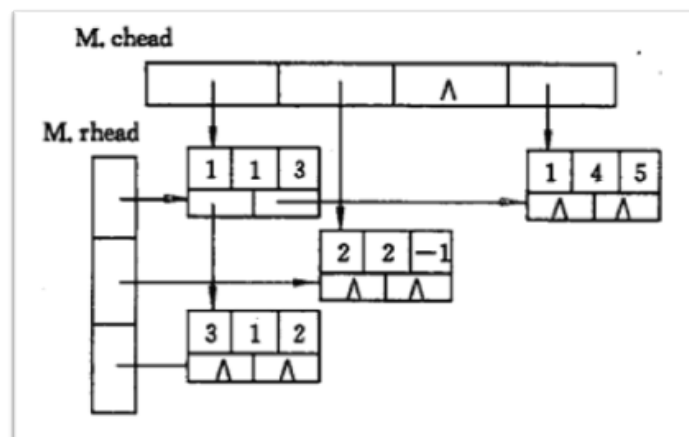 M. chead
∧
M. rhead
1 1 3
1 4 5
∧ ∧
2 2 −1
∧ ∧
3 1 2
∧ ∧